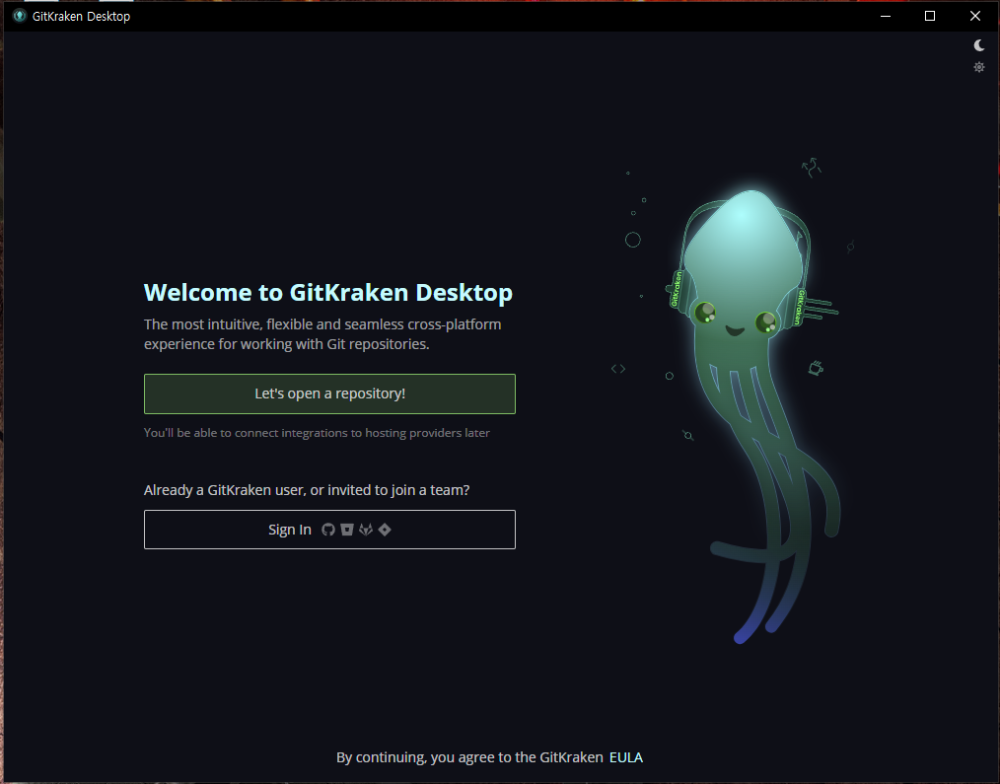 GitKraken Desktop
Welcome to GitKraken Desktop
The most intuitive, flexible and seamless cross-platform
experience for working with Git repositories.
Let's open a repository!
You'll be able to connect integrations to hosting providers later
Already a GitKraken user, or invited to join a team?
Sign In
GitKraken
GitKraken
By continuing, you agree to the GitKraken EULA